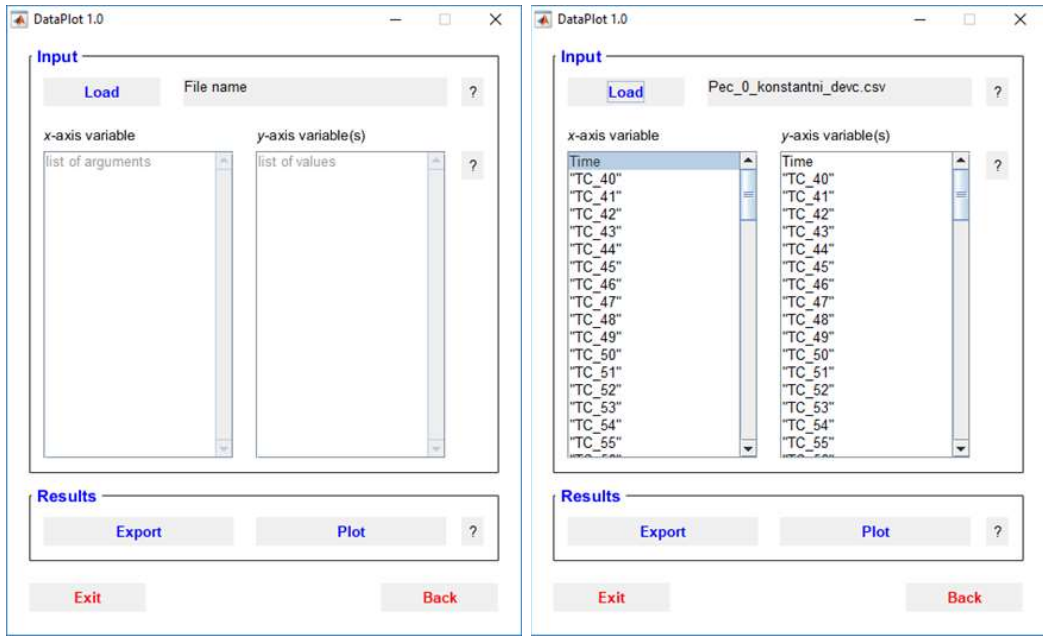 DataPlot 1.0
Input
Load
File name
?
x-axis variable
y-axis variable(s)
list of arguments
list of values
?
Results
Export
Plot
?
Exit
Back
DataPlot 1.0
Input
Load
Pec_0_konstantni_devc.csv
?
x-axis variable
y-axis variable(s)
?
Time
"TC_40"
"TC_41"
"TC_42"
"TC_43"
"TC_44"
"TC_45"
"TC_46"
"TC_47"
"TC_48"
"TC_49"
"TC_50"
"TC_51"
"TC_52"
"TC_53"
"TC_54"
"TC_55"
Time
"TC_40"
"TC_41"
"TC_42"
"TC_43"
"TC_44"
"TC_45"
"TC_46"
"TC_47"
"TC_48"
"TC_49"
"TC_50"
"TC_51"
"TC_52"
"TC_53"
"TC_54"
"TC_55"
Results
Export
Plot
?
Exit
Back